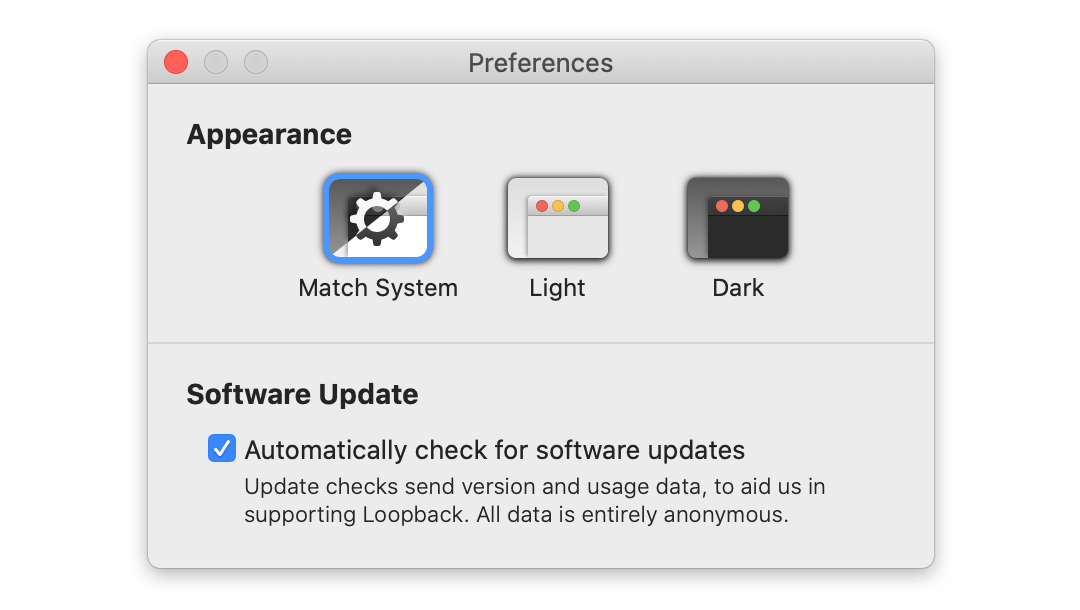 Preferences
Appearance
Match System
Light
Dark
Software Update
Automatically check for software updates
Update checks send version and usage data, to aid us in
supporting Loopback. All data is entirely anonymous.